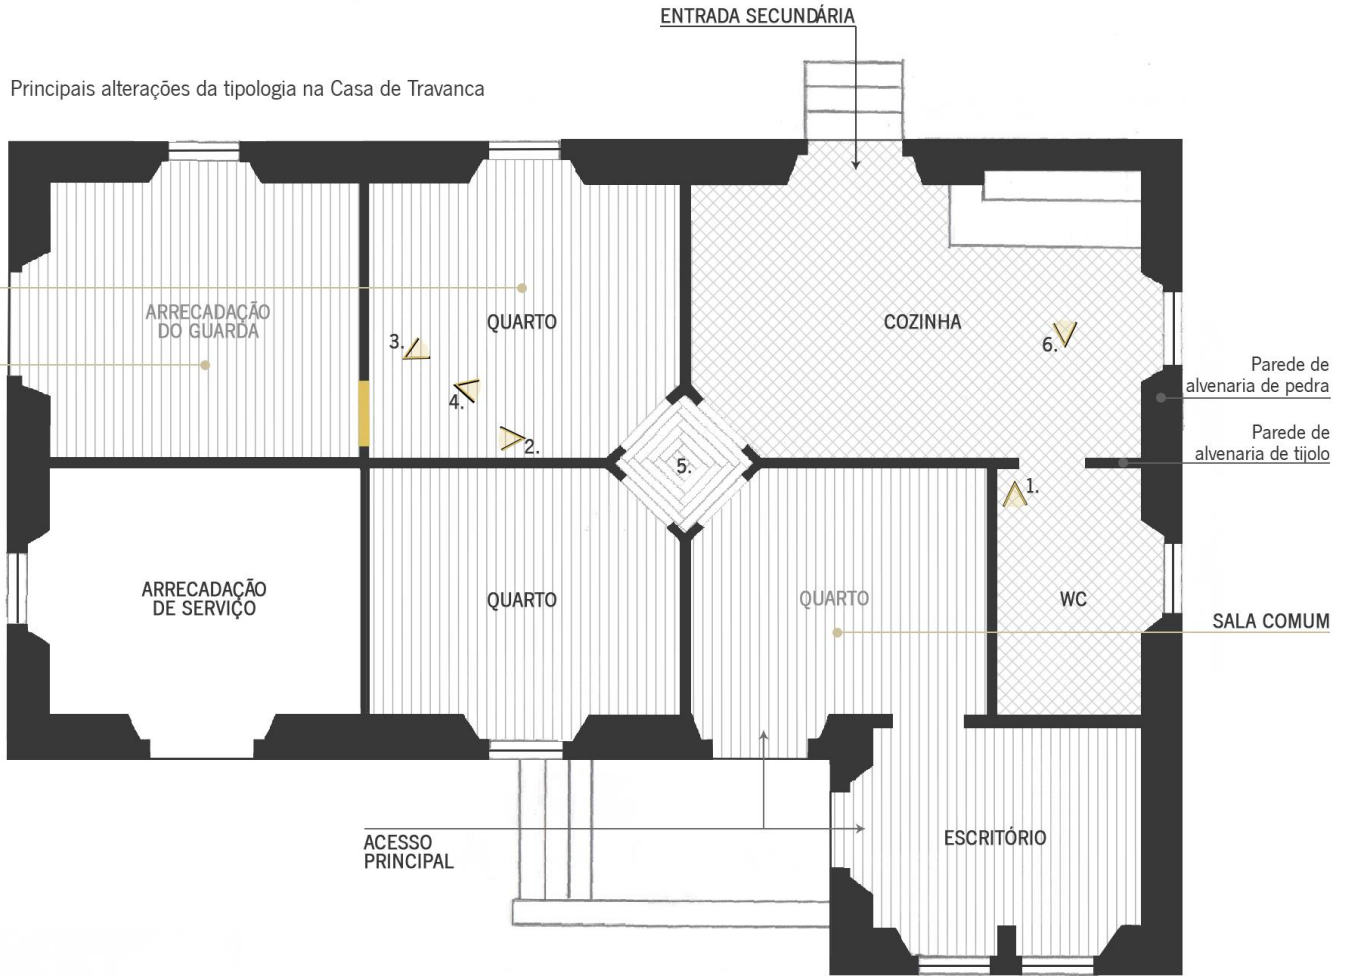 ENTRADA SECUNDÁRIA
Principais alterações da tipologia na Casa de Travanca
ARRECADAÇÃO
DO GUARDA
QUARTO
COZINHA
3.
4.
2.
6.
Parede de
alvenaria de pedra
Parede de
alvenaria de tijolo
5.
1.
ARRECADAÇÃO
DE SERVIÇO
QUARTO
QUARTO
WC
SALA COMUM
ACESSO
PRINCIPAL
ESCRITÓRIO